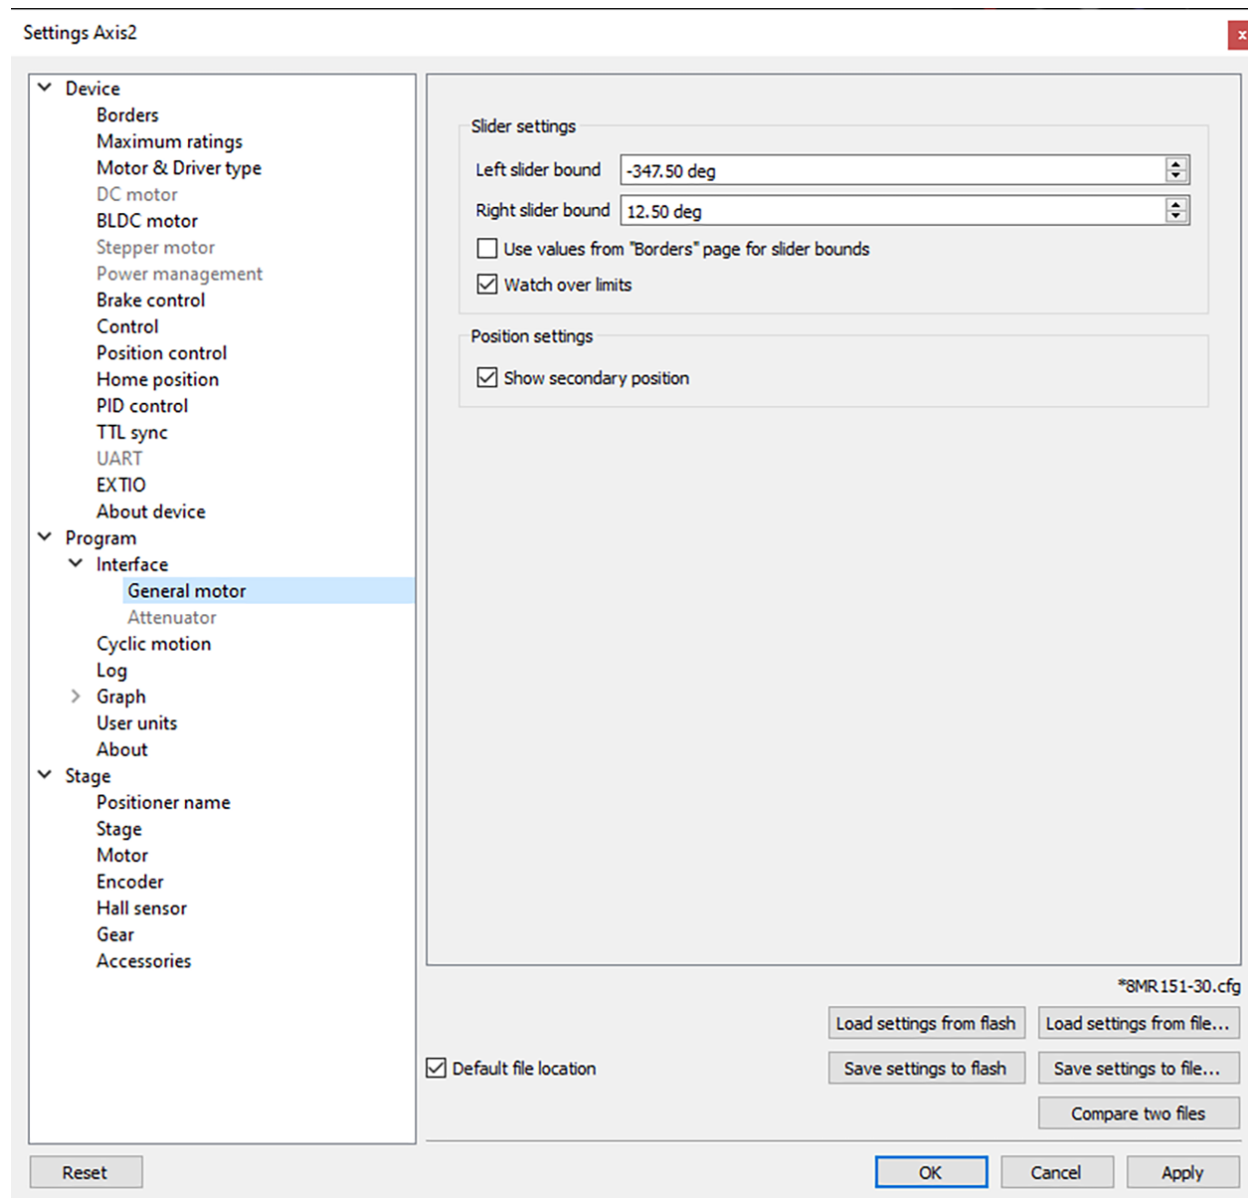 Settings Axis2
x
Device
Borders
Maximum ratings
Motor & Driver type
DC motor
BLDC motor
Stepper motor
Power management
Brake control
Control
Position control
Home position
PID control
TTL sync
UART
EXTIO
About device
Program
Interface
General motor
Attenuator
Cyclic motion
Log
Graph
User units
About
Stage
Positioner name
Stage
Motor
Encoder
Hall sensor
Gear
Accessories
Slider settings
Left slider bound -347.50 deg
Right slider bound 12.50 deg
Use values from "Borders" page for slider bounds
Watch over limits
Position settings
Show secondary position
*8MR151-30.cfg
Load settings from flash Load settings from file...
Default file location Save settings to flash Save settings to file...
Compare two files
Reset OK Cancel Apply